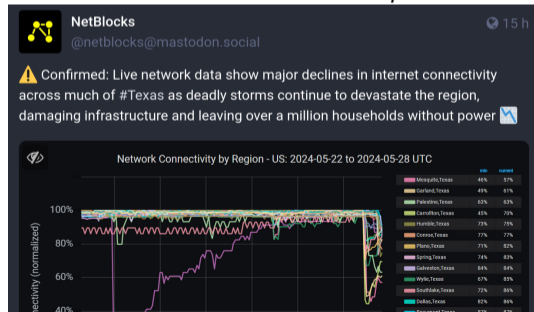 NetBlocks
15 h
@netblocks@mastodon.social
⚠️ Confirmed: Live network data show major declines in internet connectivity
across much of #Texas as deadly storms continue to devastate the region,
damaging infrastructure and leaving over a million households without power 📉
Network Connectivity by Region - US: 2024-05-22 to 2024-05-28 UTC
min current
Mesquite,Texas 46% 57%
Garland,Texas 49% 61%
Palestine,Texas 63% 63%
Carrollton,Texas 45% 70%
Humble,Texas 73% 75%
Conroe,Texas 77% 77%
Plano,Texas 71% 82%
Spring,Texas 74% 83%
Galveston,Texas 84% 84%
Wylie,Texas 67% 85%
Southlake,Texas 72% 86%
Dallas,Texas 82% 86%
100%
80%
60%
40%
(normalized)